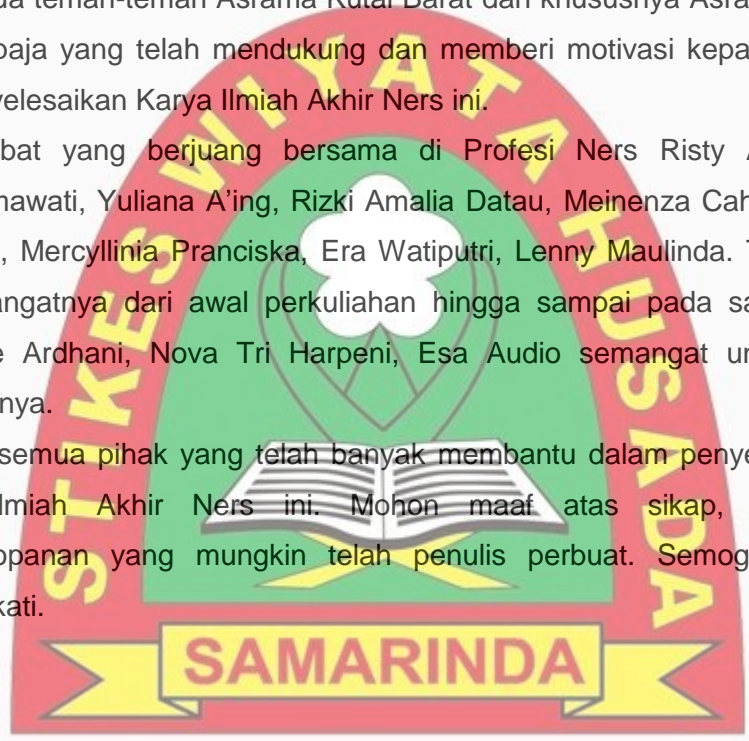 da teman-teman Asrama Kutai Barat dan khususnya Asra
baja yang telah mendukung dan memberi motivasi kepa
yelesaikan Karya Ilmiah Akhir Ners ini.
bat yang berjuang bersama di Profesi Ners Risty A
mawati, Yuliana A'ing, Rizki Amalia Datau, Meinenza Cah
, Mercyllinia Pranciska, Era Watiputri, Lenny Maulinda. T
angatnya dari awal perkuliahan hingga sampai pada sa
e Ardhani, Nova Tri Harpeni, Esa Audio semangat un
nya.
semua pihak yang telah banyak membantu dalam penye
lmiah Akhir Ners ini. Mohon maaf atas sikap,
opanan yang mungkin telah penulis perbuat. Semog
kati.
STIKES WIYATA HUSADA
SAMARINDA